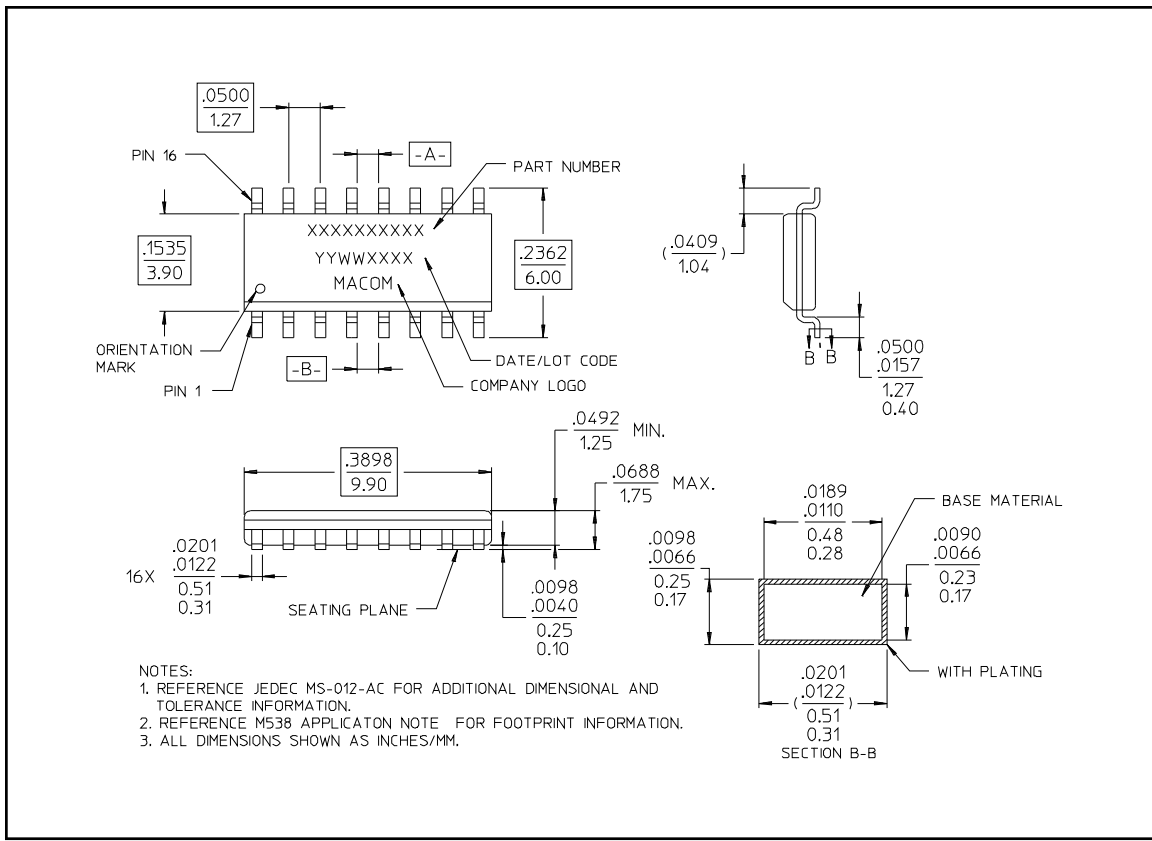 .0500
1.27
PIN 16
-A-
PART NUMBER
XXXXXXXXXX
YYWWXXXX
MACOM
.1535
3.90
.2362
6.00
ORIENTATION
MARK
PIN 1
-B-
DATE/LOT CODE
COMPANY LOGO
(.0409)
1.04
B B
.0500
.0157
1.27
0.40
.3898
9.90
.0492 MIN.
1.25
.0688 MAX.
1.75
16X
.0201
.0122
0.51
0.31
SEATING PLANE
.0098
.0040
0.25
0.10
.0189
.0110
0.48
0.28
BASE MATERIAL
.0098
.0066
0.25
0.17
.0090
.0066
0.23
0.17
WITH PLATING
.0201
(.0122)
0.51
0.31
SECTION B-B
NOTES:
1. REFERENCE JEDEC MS-012-AC FOR ADDITIONAL DIMENSIONAL AND
TOLERANCE INFORMATION.
2. REFERENCE M538 APPLICATON NOTE FOR FOOTPRINT INFORMATION.
3. ALL DIMENSIONS SHOWN AS INCHES/MM.